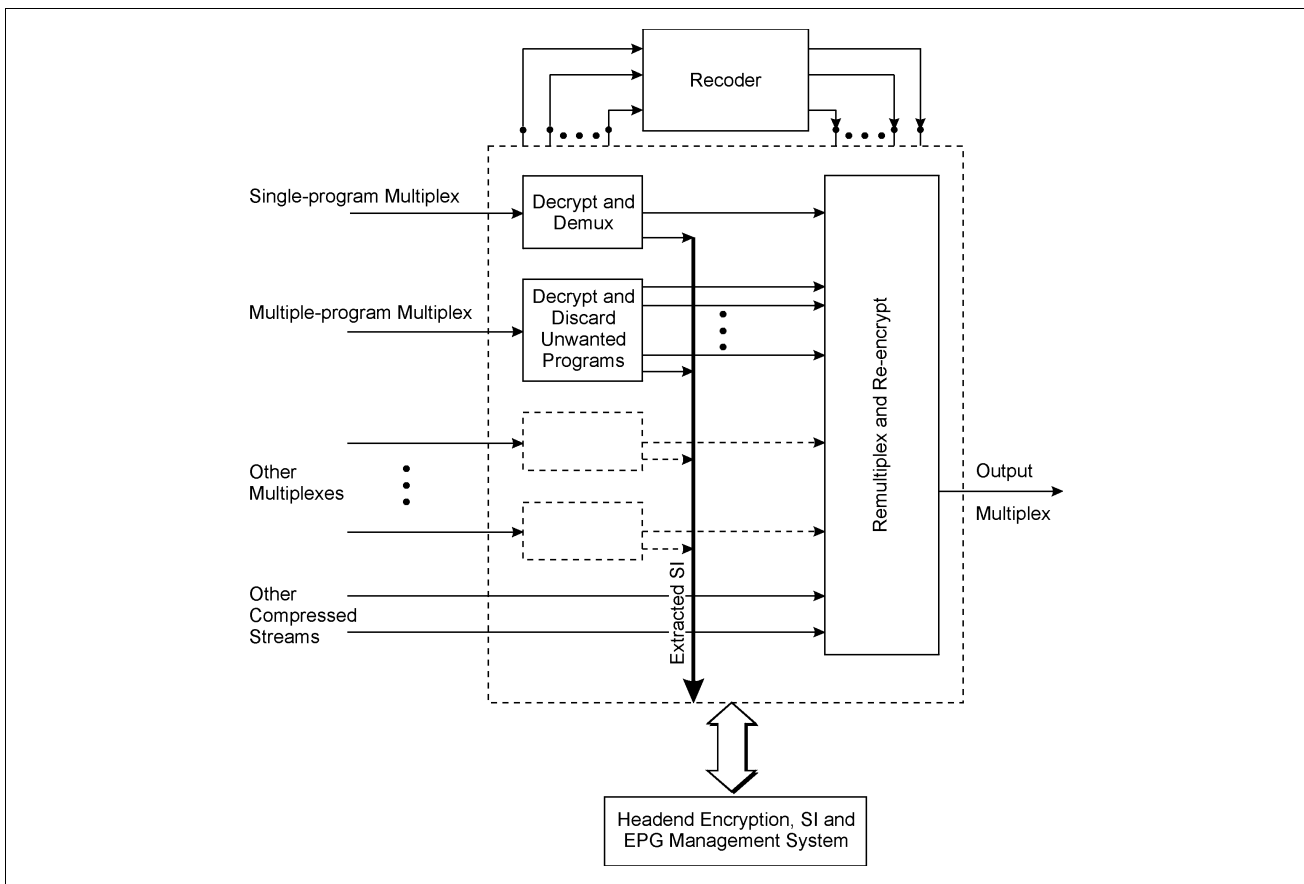 Recoder
Single-program Multiplex
Decrypt and
Demux
Multiple-program Multiplex
Decrypt and
Discard
Unwanted
Programs
Remultiplex and Re-encrypt
Other
Multiplexes
Output
Multiplex
Other
Compressed
Streams
Extracted SI
Headend Encryption, SI and
EPG Management System